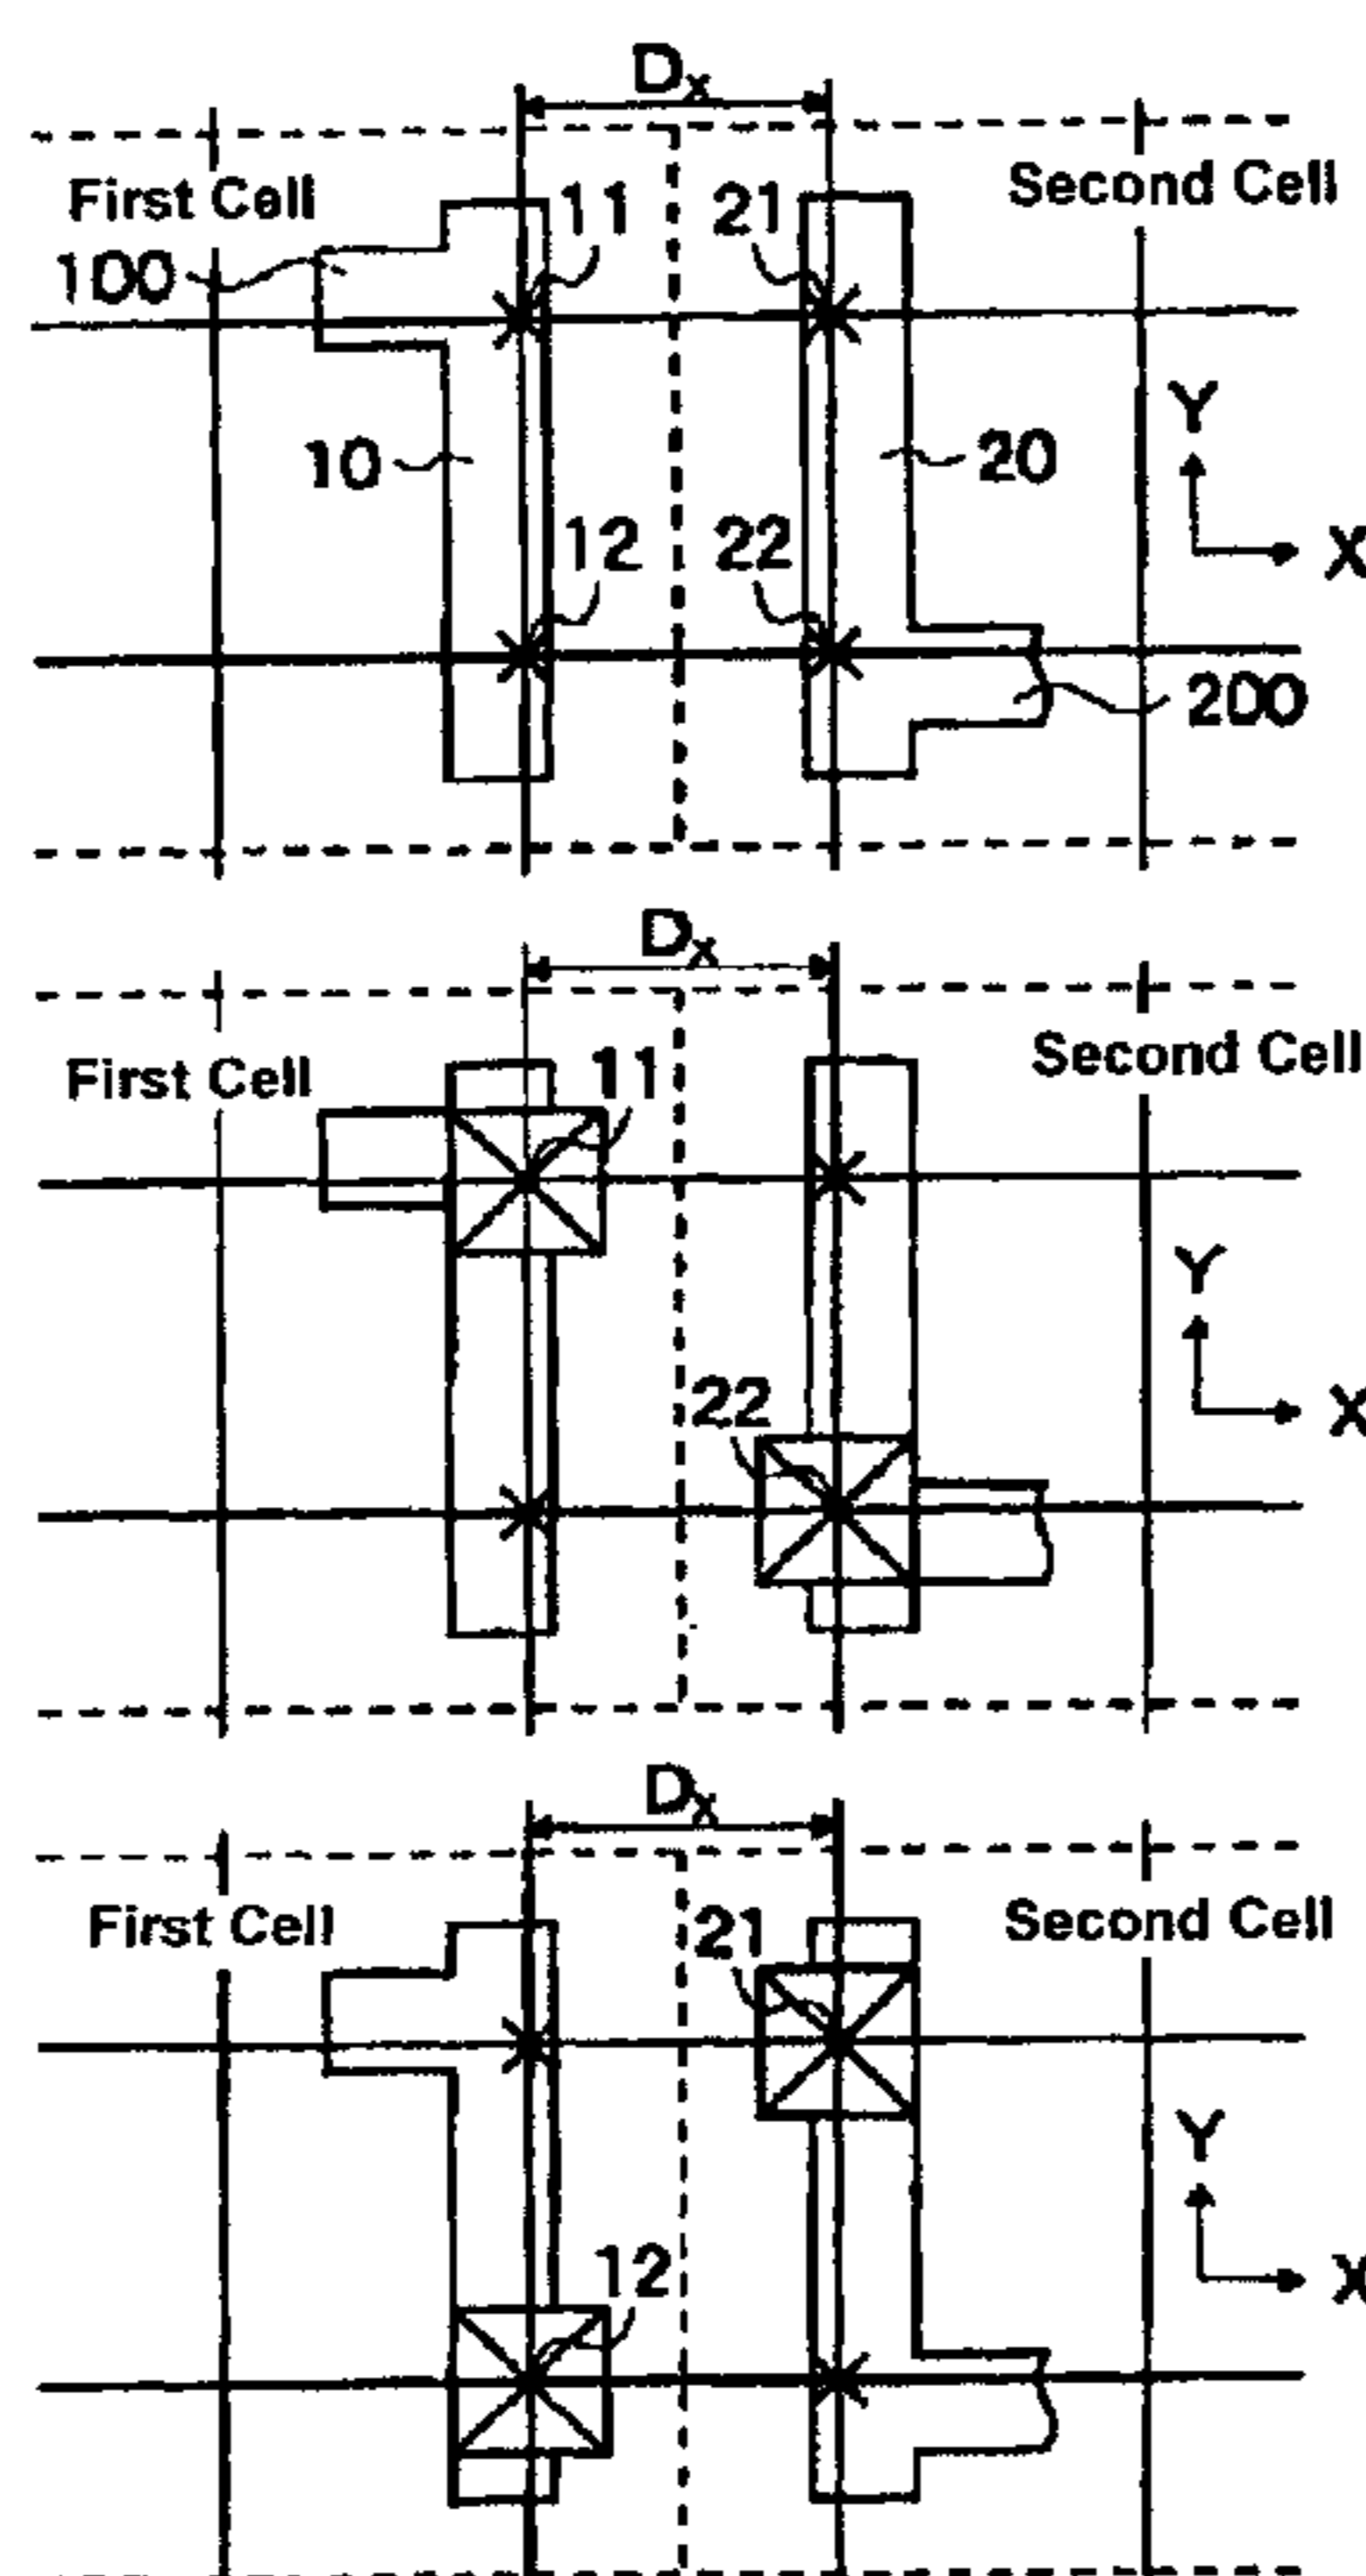 Dx
First Cell
Second Cell
11
21
100
Y
10
20
12
22
X
200
Dx
First Cell
11
Second Cell
Y
22
X
Dx
First Cell
21
Second Cell
Y
12
X